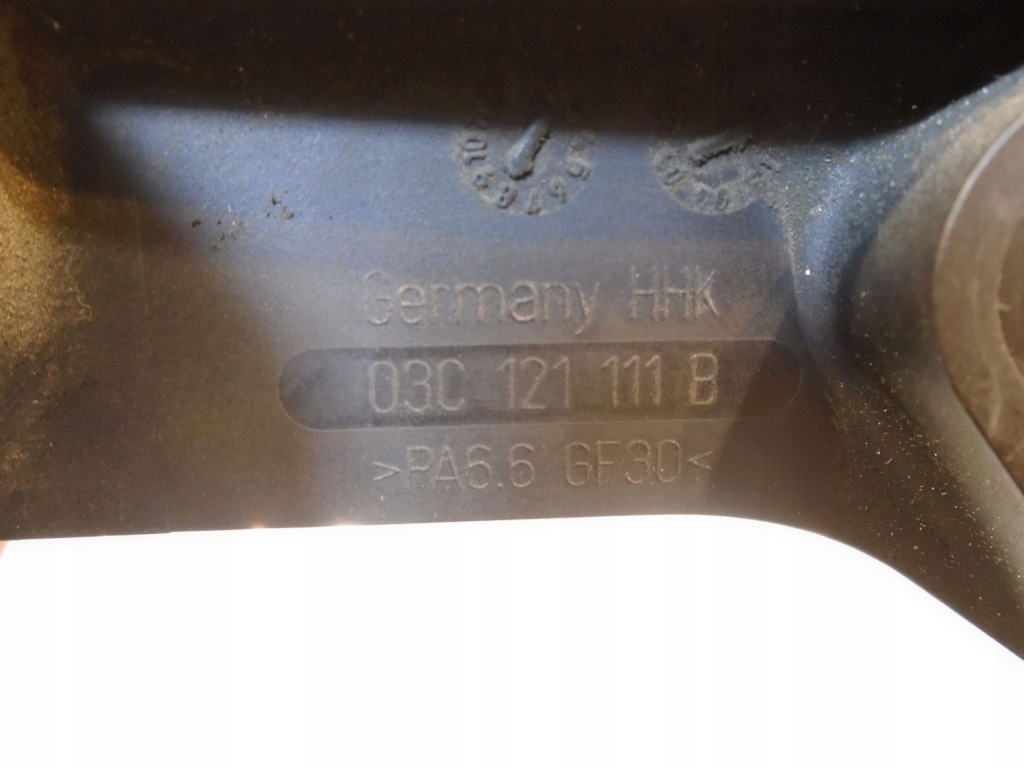 Germany HHK
03C 121 111 B
>PA6.6 GF30<